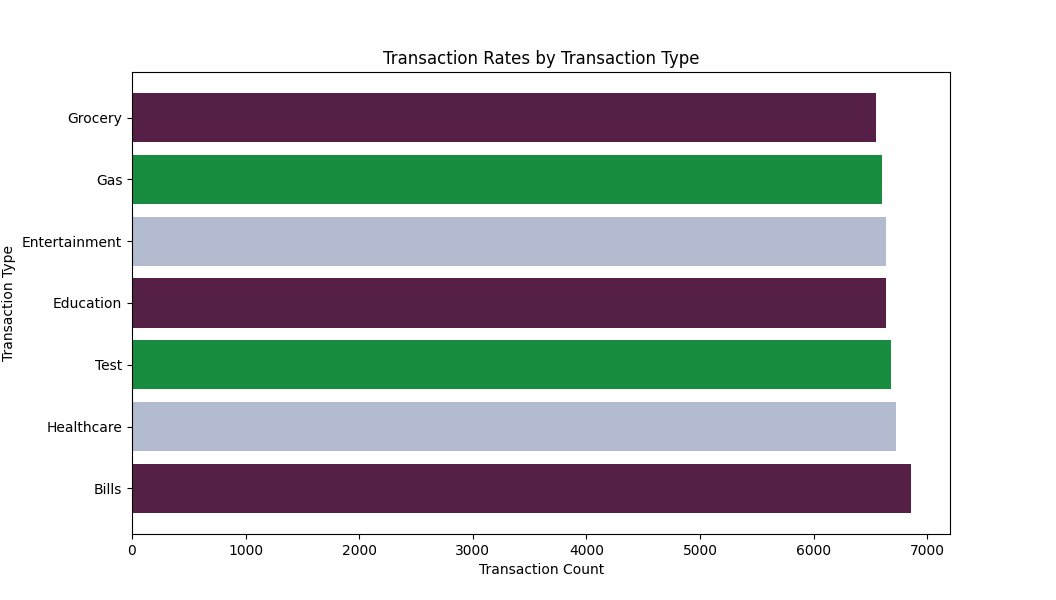 Transaction Rates by Transaction Type
Transaction Type
Grocery
Gas
Entertainment
Education
Test
Healthcare
Bills
0 1000 2000 3000 4000 5000 6000 7000
Transaction Count